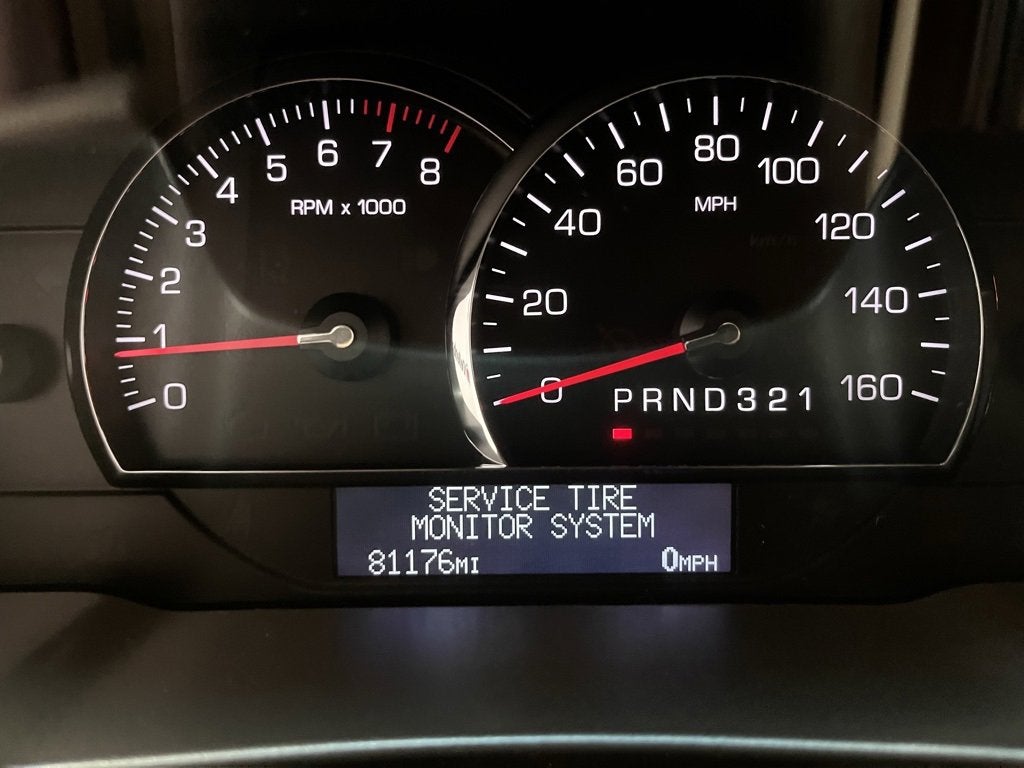 0 1 2 3 4 5 6 7 8
RPM x 1000
0 20 40 60 80 100 120 140 160
MPH
PRND321
SERVICE TIRE
MONITOR SYSTEM
81176MI 0MPH